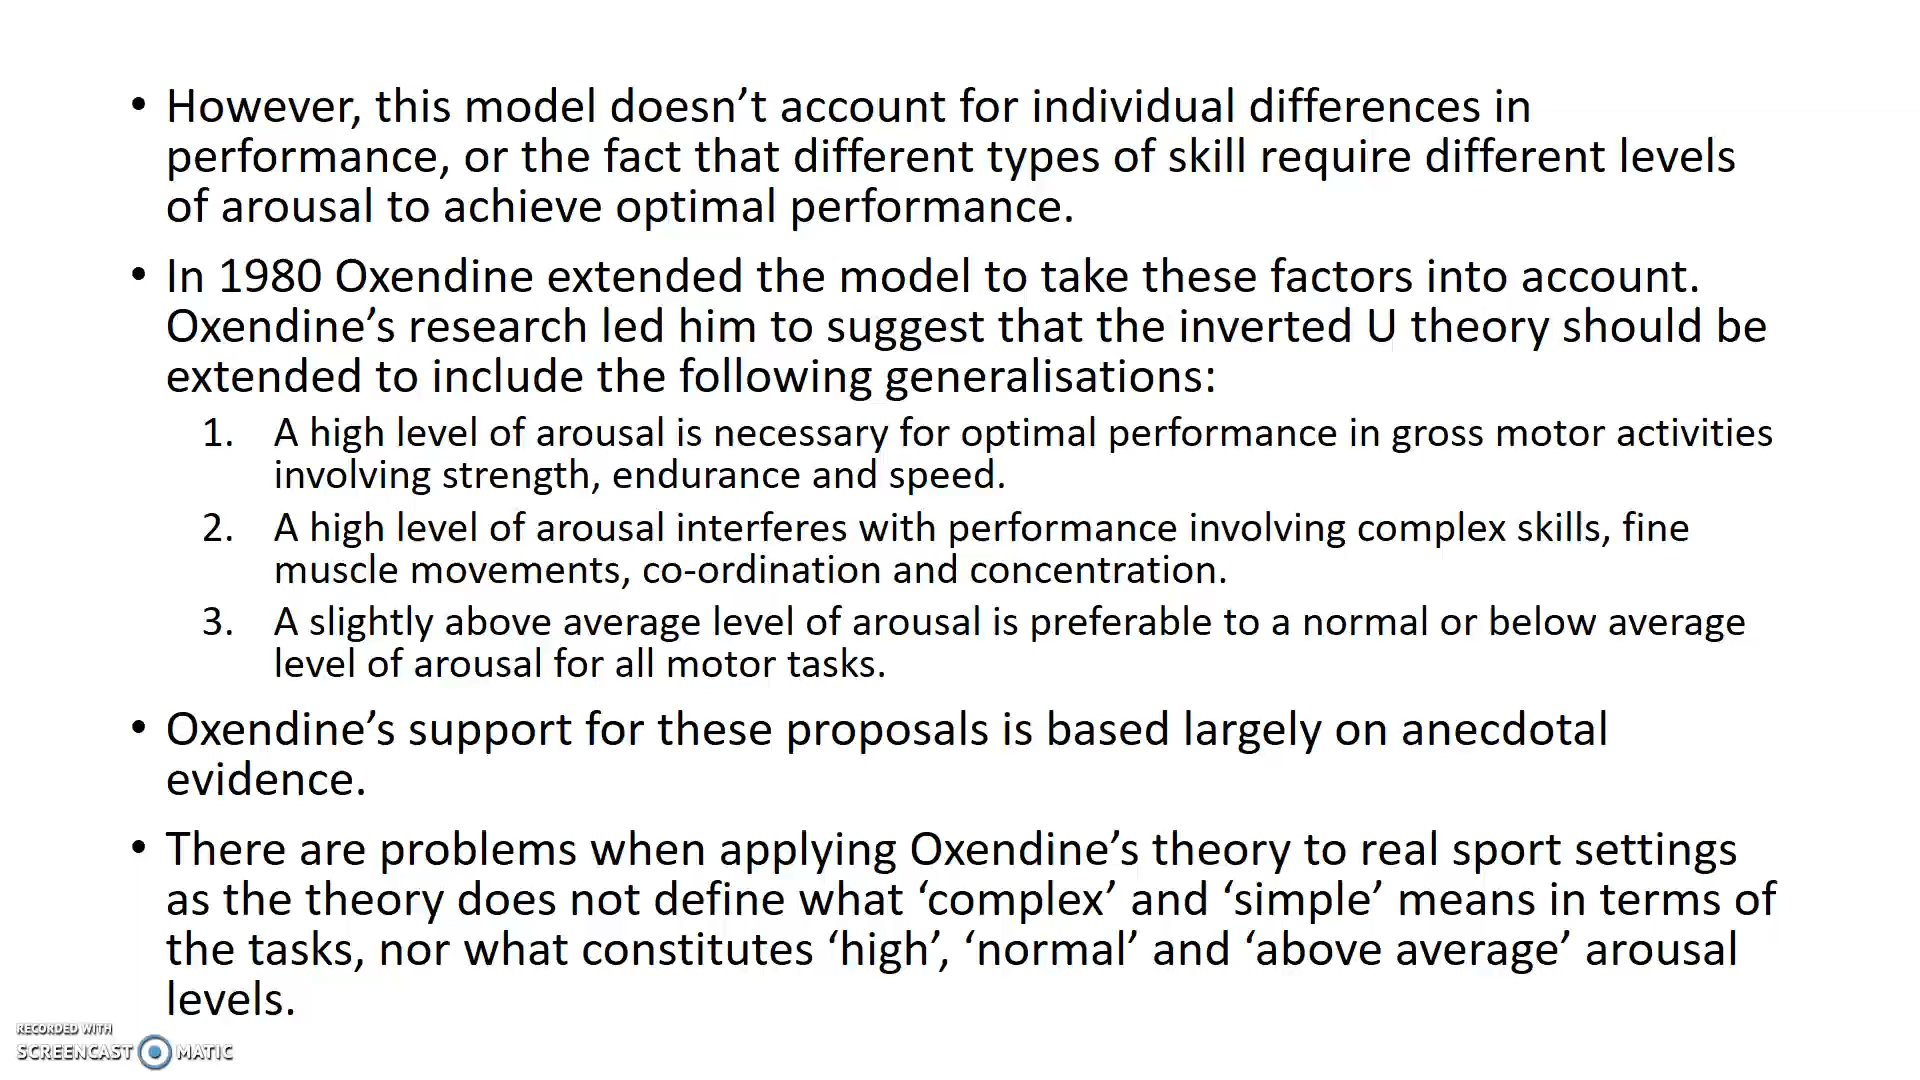 • However, this model doesn’t account for individual differences in
performance, or the fact that different types of skill require different levels
of arousal to achieve optimal performance.
• In 1980 Oxendine extended the model to take these factors into account.
Oxendine’s research led him to suggest that the inverted U theory should be
extended to include the following generalisations:
1. A high level of arousal is necessary for optimal performance in gross motor activities
involving strength, endurance and speed.
2. A high level of arousal interferes with performance involving complex skills, fine
muscle movements, co-ordination and concentration.
3. A slightly above average level of arousal is preferable to a normal or below average
level of arousal for all motor tasks.
• Oxendine’s support for these proposals is based largely on anecdotal
evidence.
• There are problems when applying Oxendine’s theory to real sport settings
as the theory does not define what ‘complex’ and ‘simple’ means in terms of
the tasks, nor what constitutes ‘high’, ‘normal’ and ‘above average’ arousal
levels.
RECORDED WITH
SCREENCAST MATIC